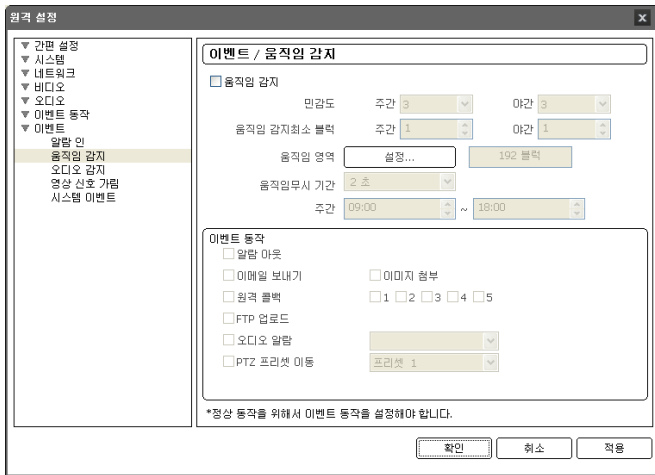 원격 설정
▼ 간편 설정
▼ 시스템
▼ 네트워크
▼ 비디오
▼ 오디오
▼ 이벤트 동작
▼ 이벤트
알람 인
움직임 감지
오디오 감지
영상 신호 가림
시스템 이벤트
이벤트 / 움직임 감지
움직임 감지
민감도 주간 3 야간 3
움직임 감지최소 블럭 주간 1 야간 1
움직임 영역 설정... 192 블럭
움직임무시 기간 2 초
주간 09:00 ~ 18:00
이벤트 동작
알람 아웃
이메일 보내기 이미지 첨부
원격 콜백 1 2 3 4 5
FTP 업로드
오디오 알람
PTZ 프리셋 이동 프리셋 1
*정상 동작을 위해서 이벤트 동작을 설정해야 합니다.
확인 취소 적용